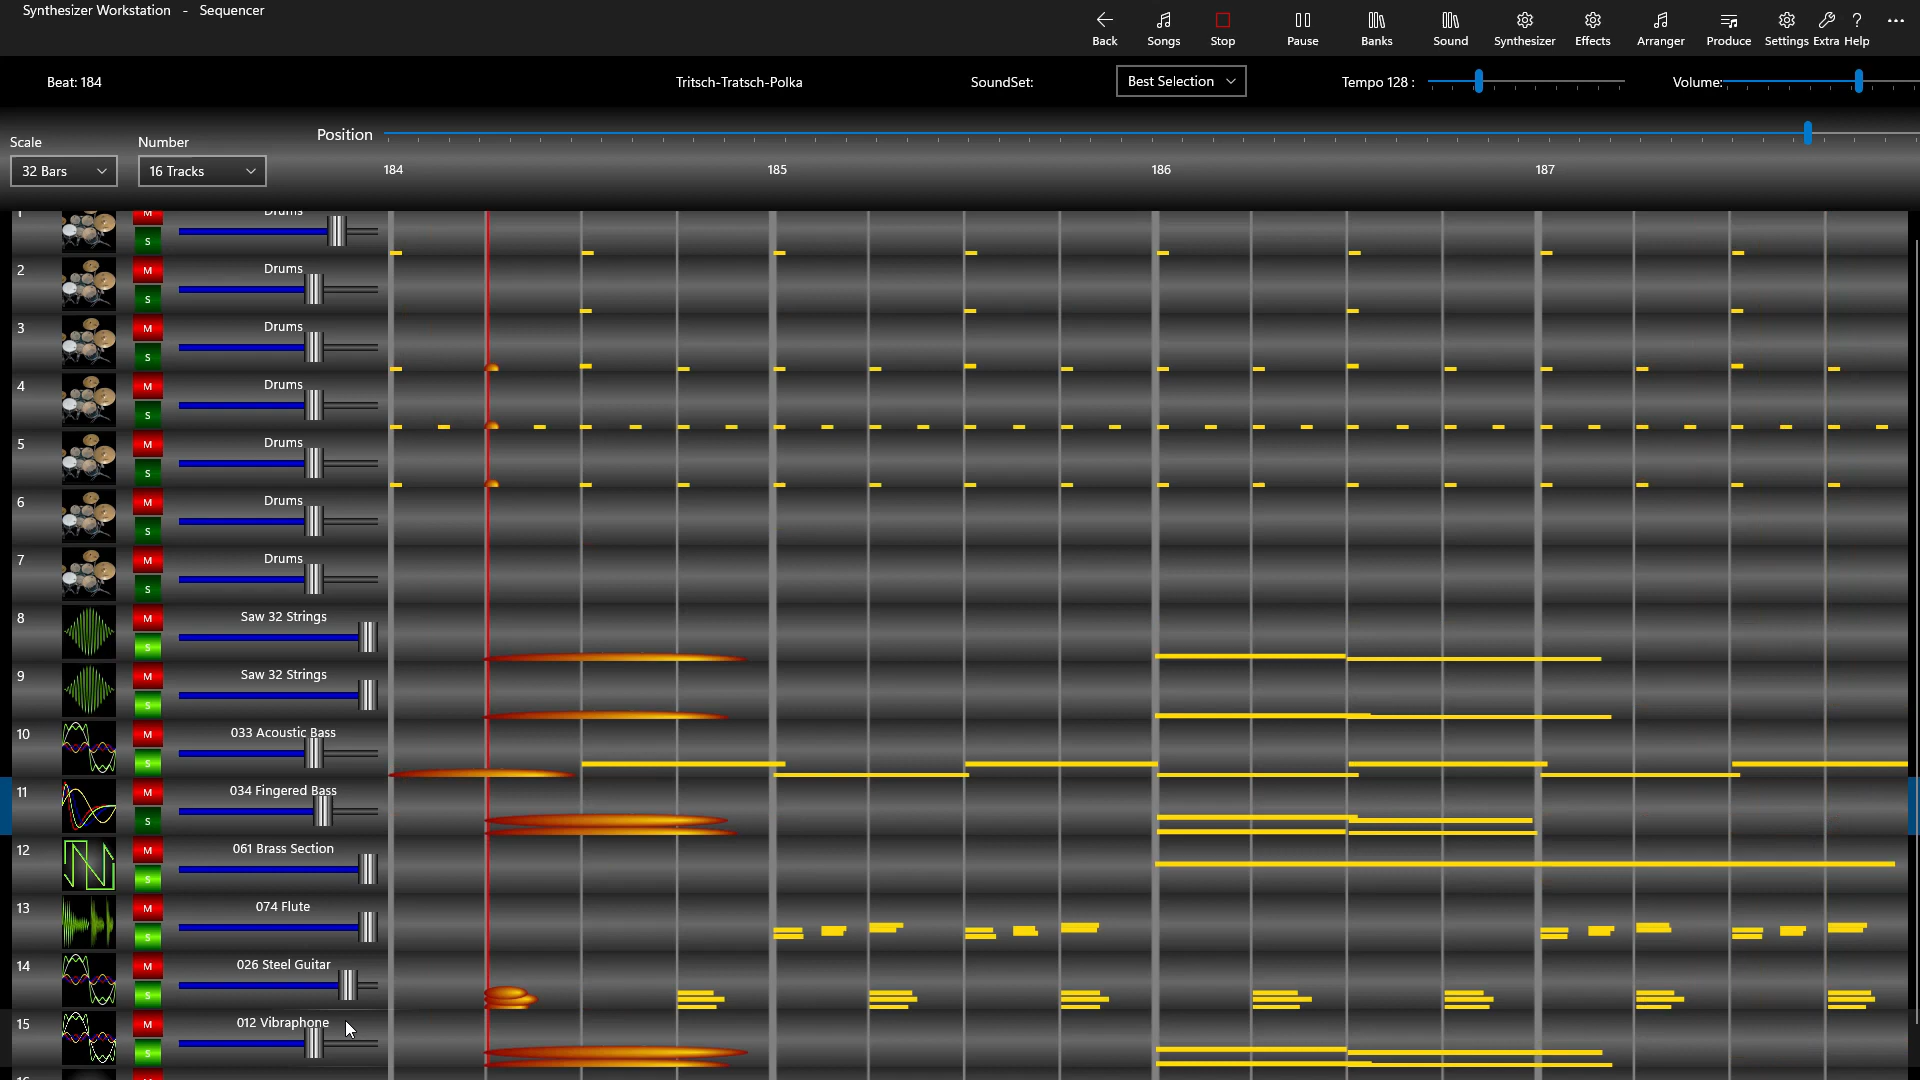 Synthesizer Workstation - Sequencer
Back Songs Stop Pause Banks Sound Synthesizer Effects Arranger Produce Settings Extra Help
Beat: 184 Tritsch-Tratsch-Polka SoundSet: Best Selection Tempo 128 : Volume:
Scale Number Position
32 Bars 16 Tracks 184 185 186 187
1 Drums M S
2 Drums M S
3 Drums M S
4 Drums M S
5 Drums M S
6 Drums M S
7 Drums M S
8 Saw 32 Strings M S
9 Saw 32 Strings M S
10 033 Acoustic Bass M S
11 034 Fingered Bass M S
12 061 Brass Section M S
13 074 Flute M S
14 026 Steel Guitar M S
15 012 Vibraphone M S